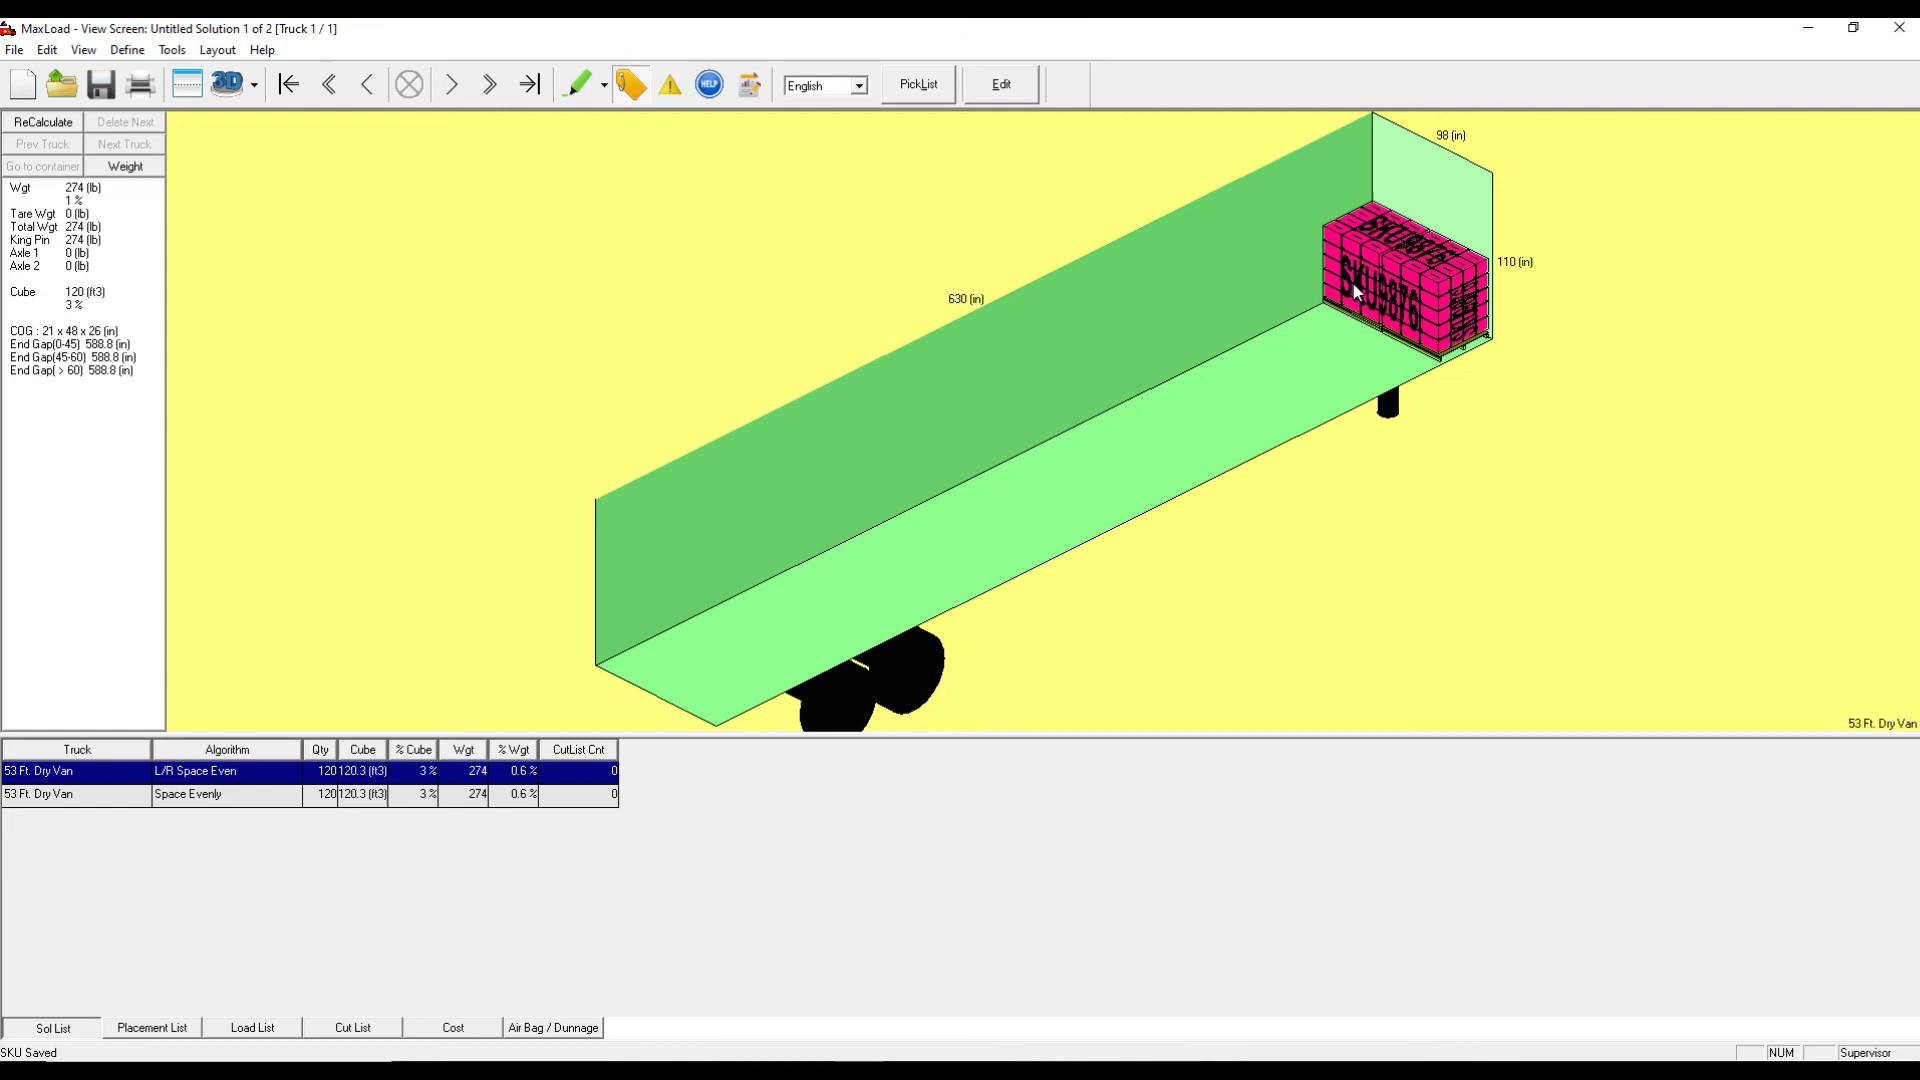 MaxLoad - View Screen: Untitled Solution 1 of 2 [Truck 1 / 1]
File Edit View Define Tools Layout Help
3D HELP English PickList Edit
ReCalculate Delete Next
Prev Truck Next Truck
Go to container Weight
Wgt 274 (lb)
1 %
Tare Wgt 0 (lb)
Total Wgt 274 (lb)
King Pin 274 (lb)
Axle 1 0 (lb)
Axle 2 0 (lb)
Cube 120 (ft3)
3 %
COG : 21 x 48 x 26 (in)
End Gap(0-45) 588.8 (in)
End Gap(45-60) 588.8 (in)
End Gap( > 60) 588.8 (in)
98 (in)
110 (in)
630 (in)
SKU9876
SKU9876
53 Ft. Dry Van
Truck Algorithm Qty Cube % Cube Wgt % Wgt CutList Cnt
53 Ft. Dry Van L/R Space Even 120 120.3 (ft3) 3 % 274 0.6 % 0
53 Ft. Dry Van Space Evenly 120 120.3 (ft3) 3 % 274 0.6 % 0
Sol List Placement List Load List Cut List Cost Air Bag / Dunnage
SKU Saved NUM Supervisor